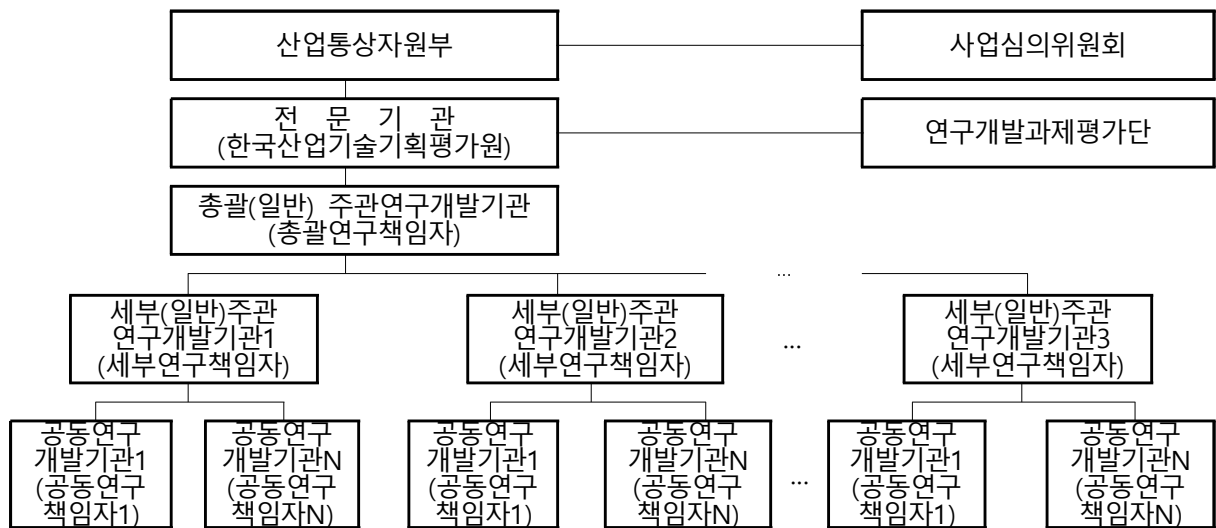 산업통상자원부
사업심의위원회
전 문 기 관
(한국산업기술기획평가원)
연구개발과제평가단
총괄(일반) 주관연구개발기관
(총괄연구책임자)
...
세부(일반)주관
연구개발기관1
(세부연구책임자)
세부(일반)주관
연구개발기관2
(세부연구책임자)
...
세부(일반)주관
연구개발기관3
(세부연구책임자)
공동연구
개발기관1
(공동연구
책임자1)
공동연구
개발기관N
(공동연구
책임자N)
공동연구
개발기관1
(공동연구
책임자1)
공동연구
개발기관N
(공동연구
책임자N)
...
공동연구
개발기관1
(공동연구
책임자1)
공동연구
개발기관N
(공동연구
책임자N)